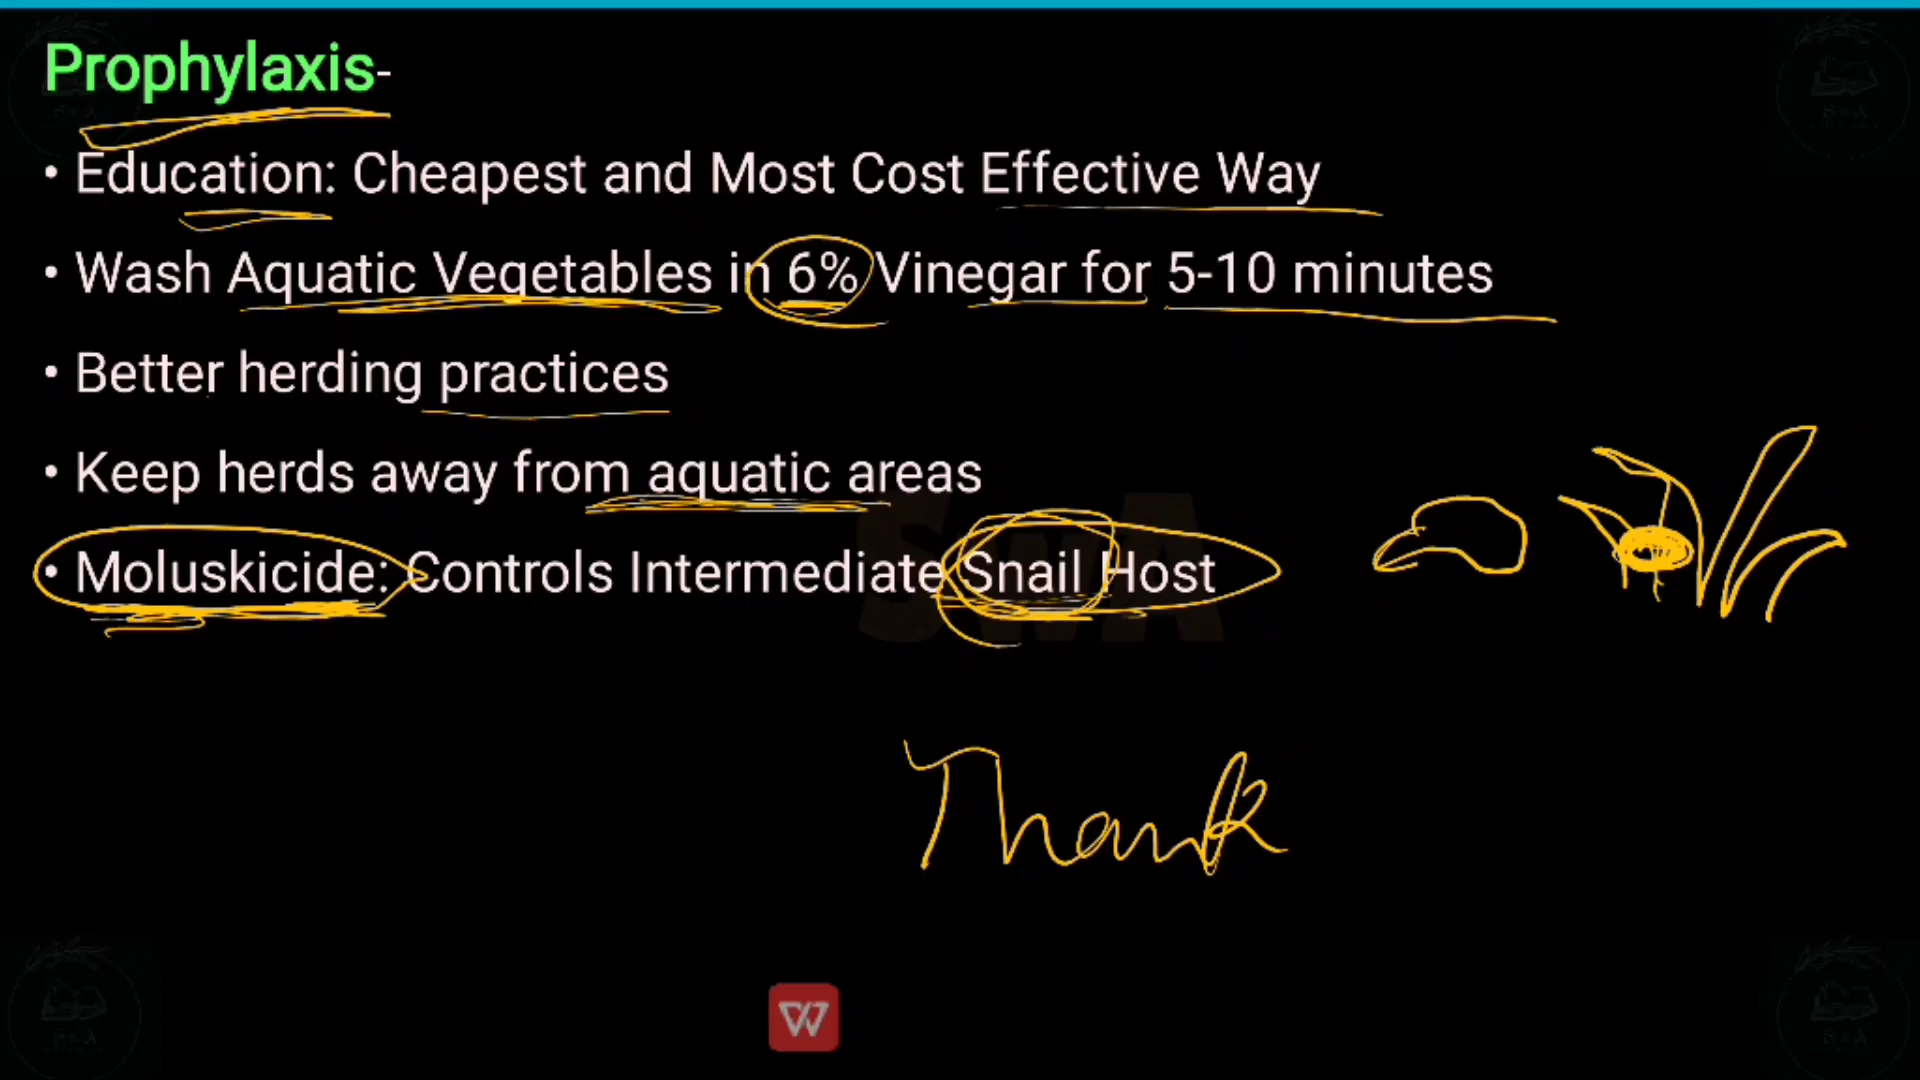 Prophylaxis-
• Education: Cheapest and Most Cost Effective Way
• Wash Aquatic Vegetables in 6% Vinegar for 5-10 minutes
• Better herding practices
• Keep herds away from aquatic areas
• Moluskicide: Controls Intermediate Snail Host
SWA
Thank
W